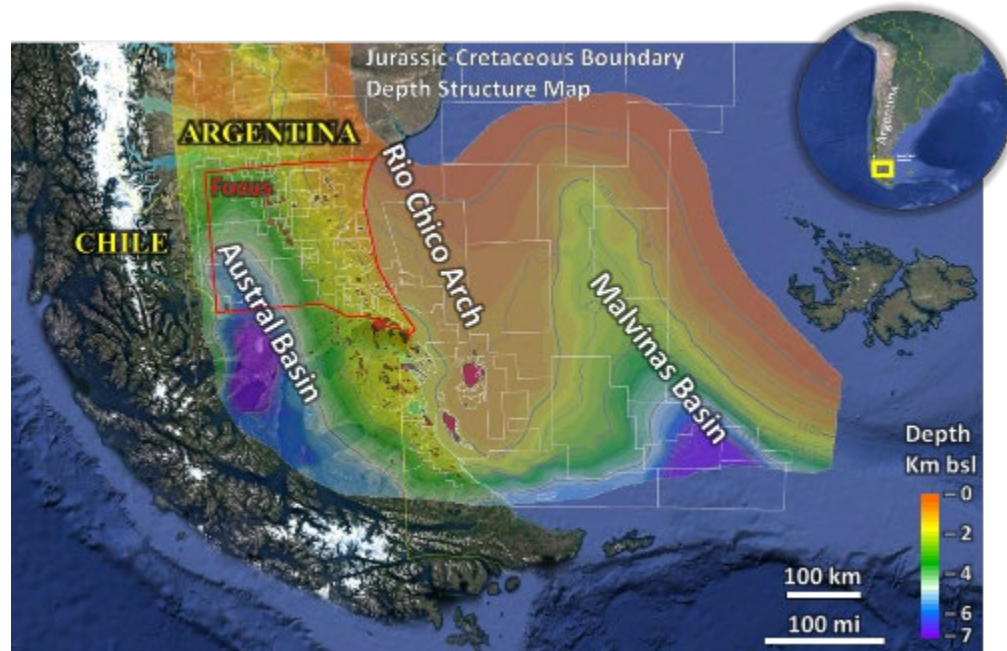 Jurassic-Cretaceous Boundary
Depth Structure Map
Argentina
ARGENTINA
Focus
CHILE
Rio Chico Arch
Austral Basin
Malvinas Basin
Depth
Km bsl
0
2
4
6
7
100 km
100 mi